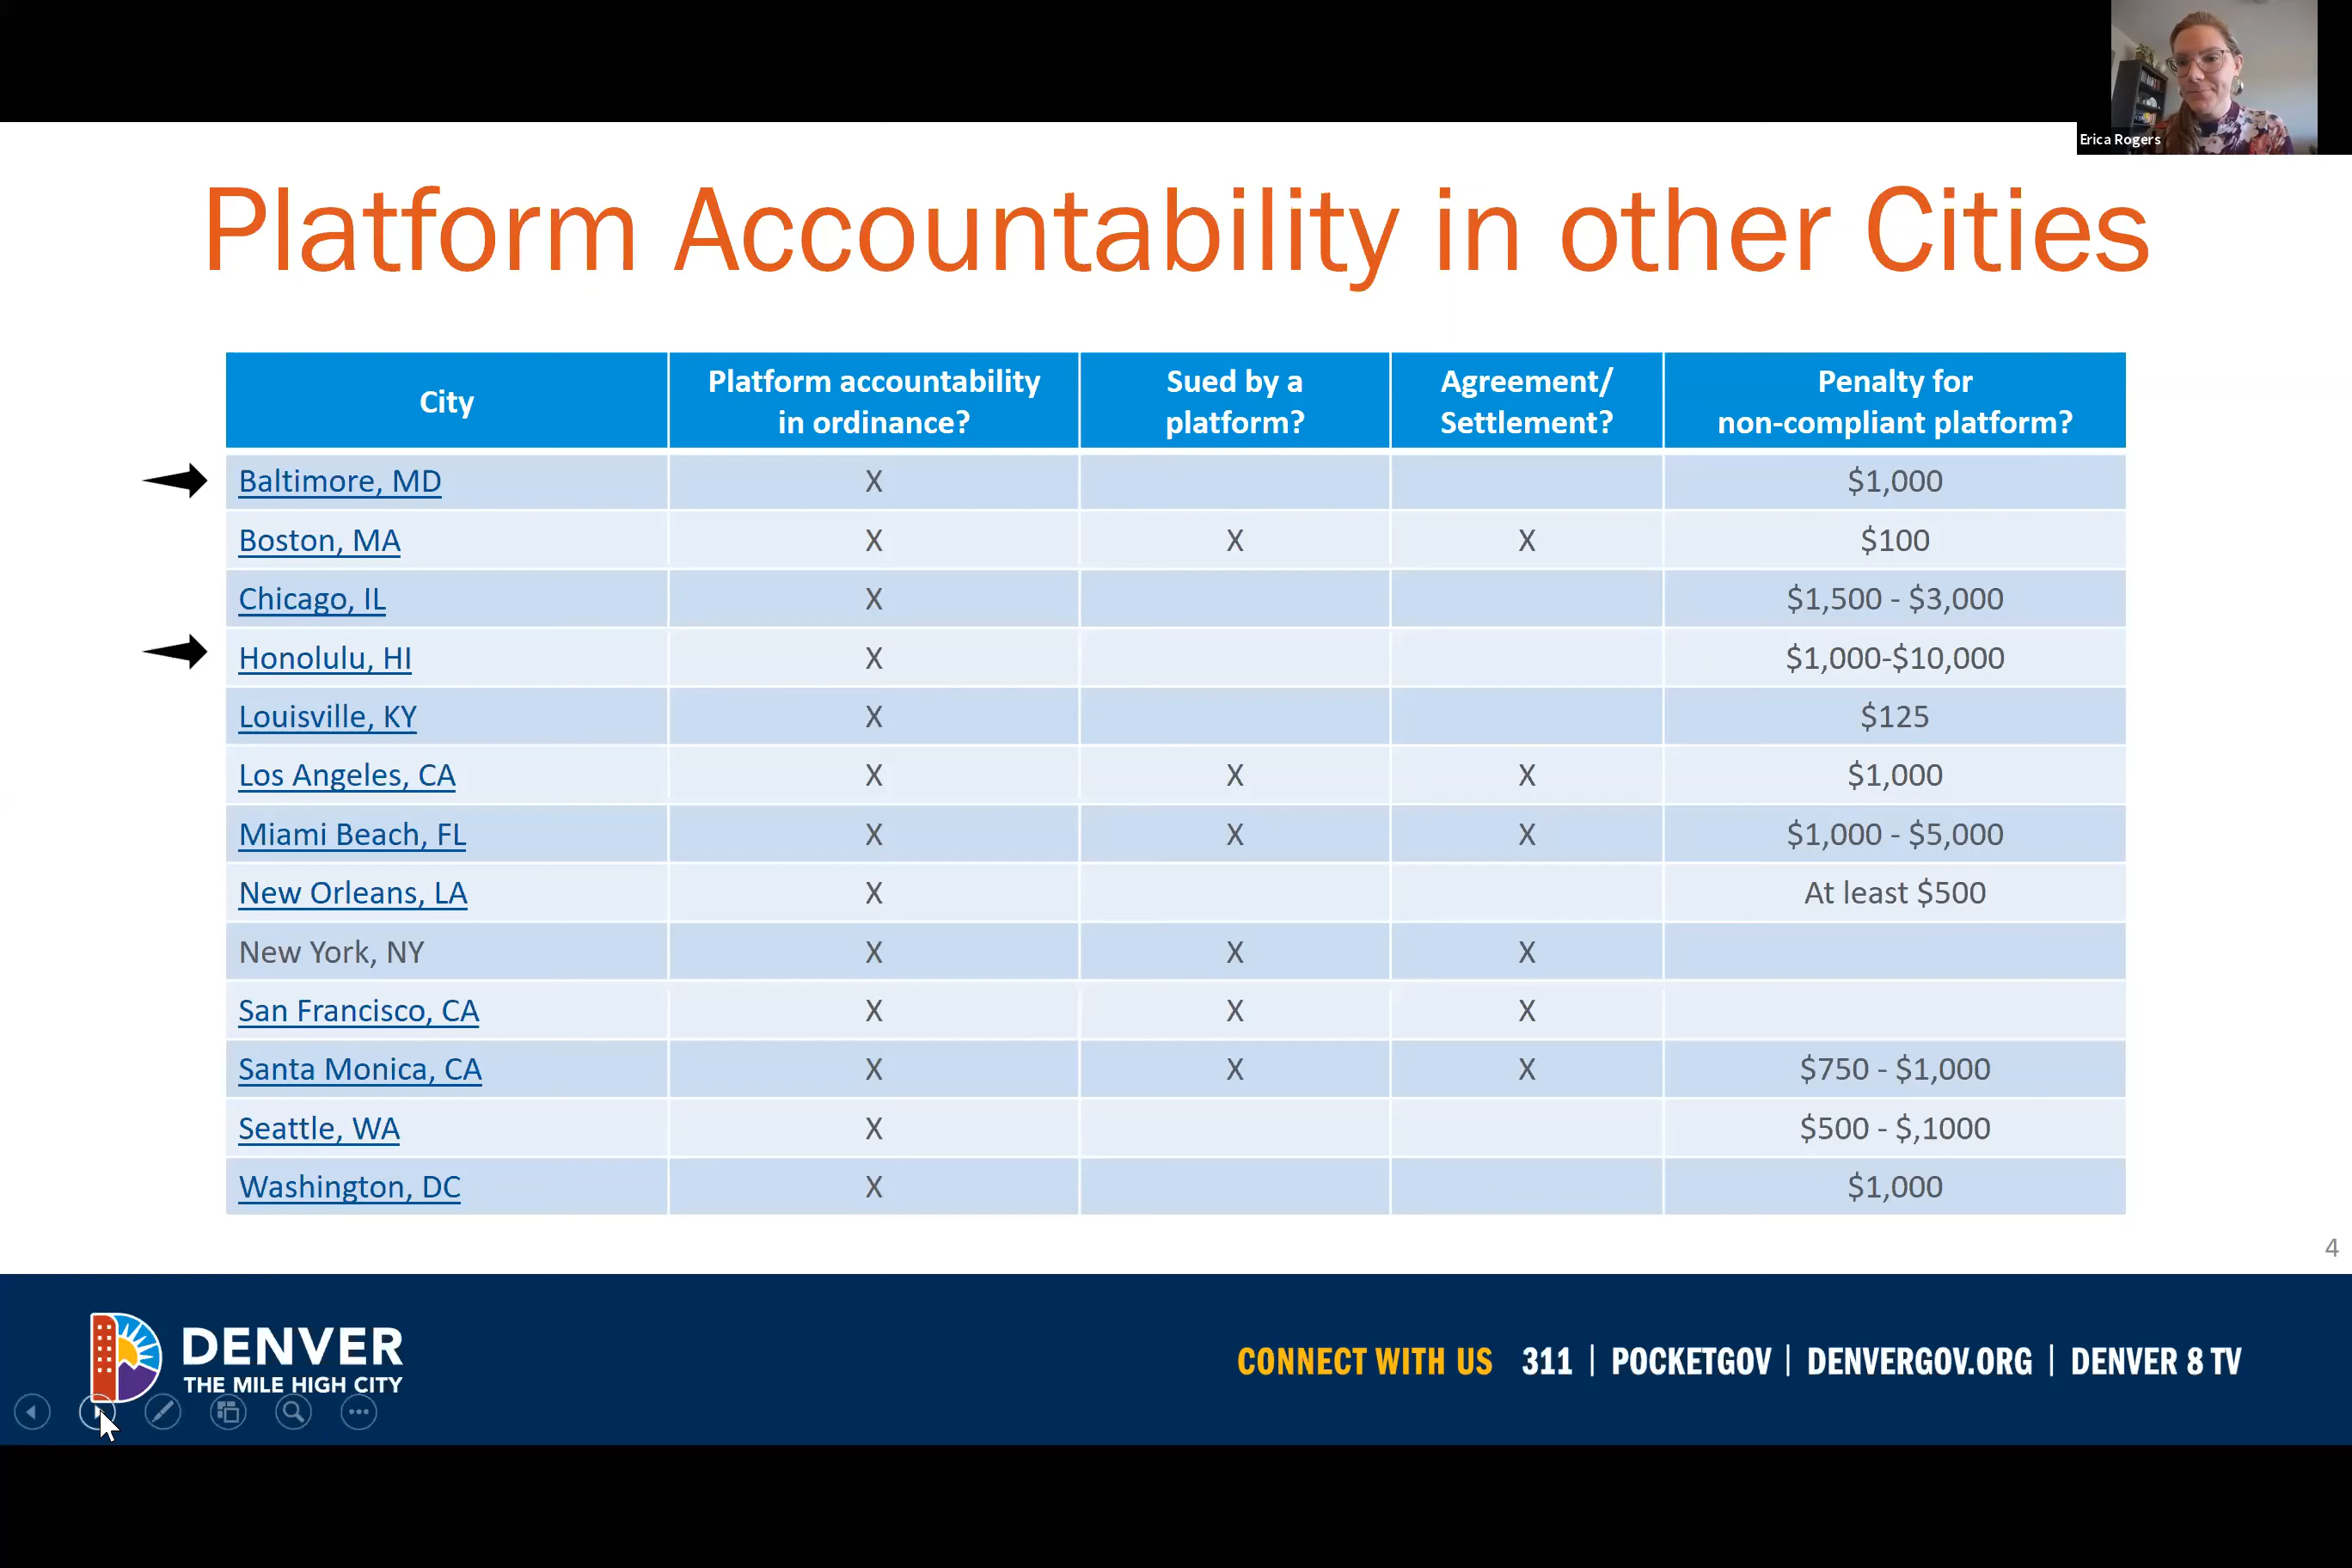 Erica Rogers
Platform Accountability in other Cities
City
Platform accountability
in ordinance?
Sued by a
platform?
Agreement/
Settlement?
Penalty for
non-compliant platform?
Baltimore, MD X $1,000
Boston, MA X X X $100
Chicago, IL X $1,500 - $3,000
Honolulu, HI X $1,000-$10,000
Louisville, KY X $125
Los Angeles, CA X X X $1,000
Miami Beach, FL X X X $1,000 - $5,000
New Orleans, LA X At least $500
New York, NY X X X
San Francisco, CA X X X
Santa Monica, CA X X X $750 - $1,000
Seattle, WA X $500 - $,1000
Washington, DC X $1,000
4
DENVER
THE MILE HIGH CITY
CONNECT WITH US 311 | POCKETGOV | DENVERGOV.ORG | DENVER 8 TV